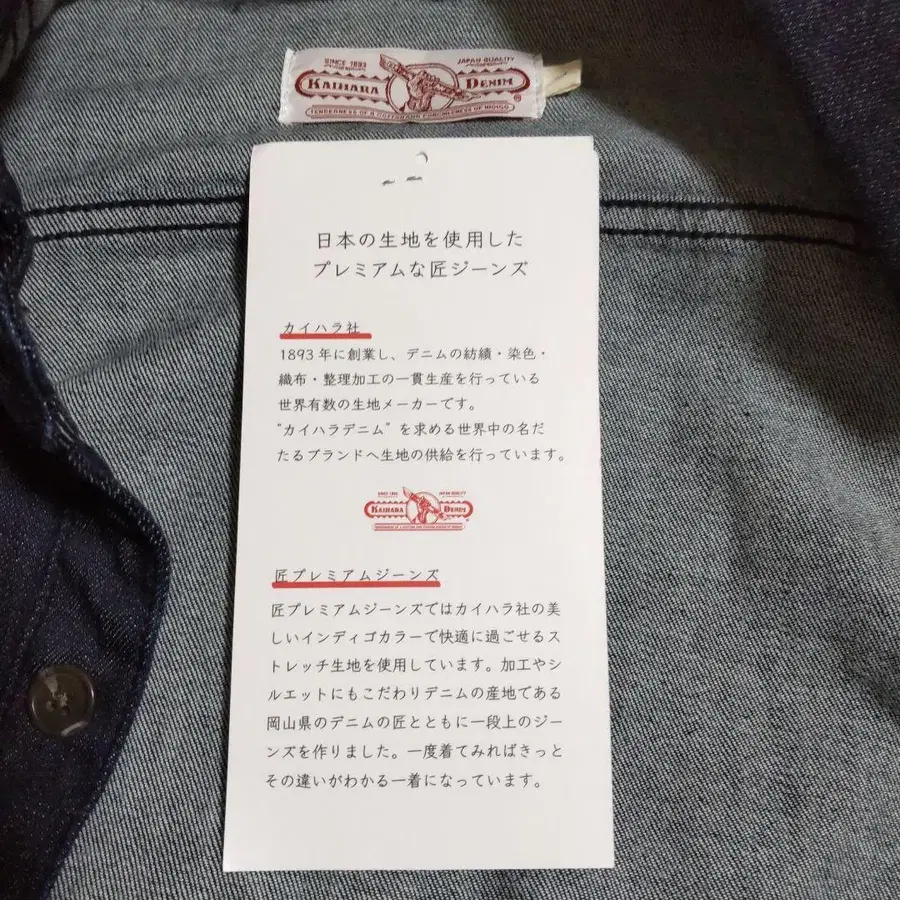 SINCE 1893
JAPAN QUALITY
KAIHARA DENIM
日本の生地を使用した
プレミアムな匠ジーンズ
カイハラ社
1893年に創業し、デニムの紡績・染色・
織布・整理加工の一貫生産を行っている
世界有数の生地メーカーです。
"カイハラデニム" を求める世界中の名だ
たるブランドへ生地の供給を行っています。
SINCE 1893
JAPAN QUALITY
KAIHARA DENIM
匠プレミアムジーンズ
匠プレミアムジーンズではカイハラ社の美
しいインディゴカラーで快適に過ごせるス
トレッチ生地を使用しています。加工やシ
ルエットにもこだわりデニムの産地である
岡山県のデニムの匠とともに一段上のジー
ンズを作りました。一度着てみればきっと
その違いがわかる一着になっています。